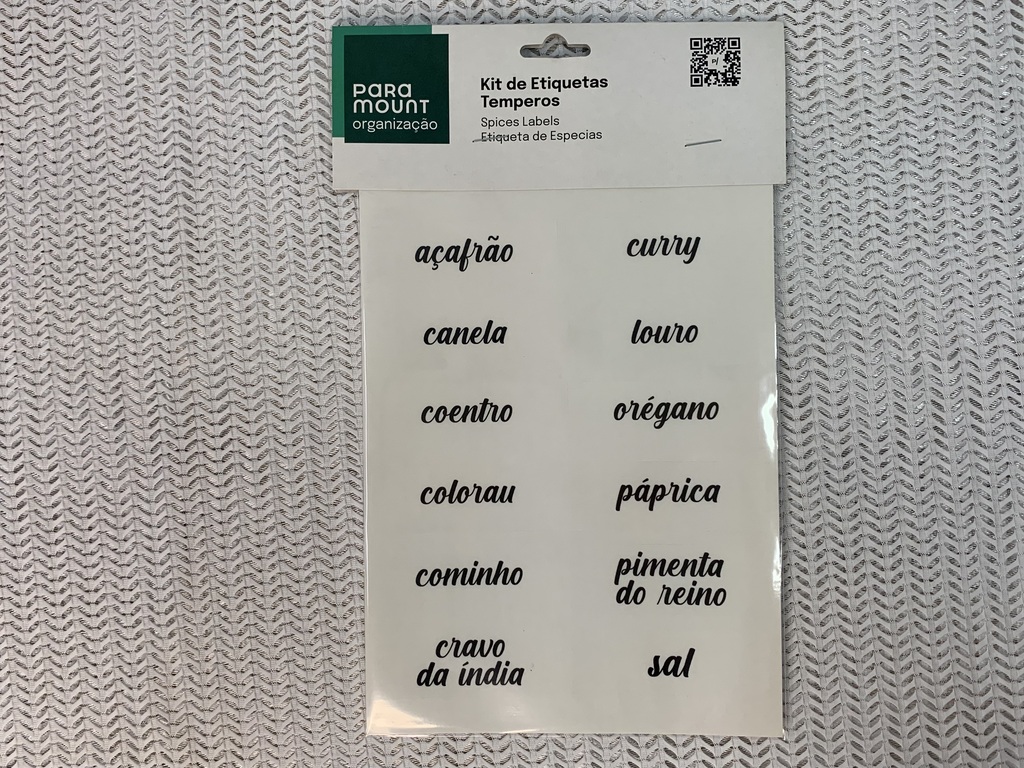 PARA
MOUNT
organização
Kit de Etiquetas
Temperos
Spices Labels
Etiqueta de Especias
açafrão
canela
coentro
colorau
cominho
cravo
da índia
curry
louro
orégano
páprica
pimenta
do reino
sal